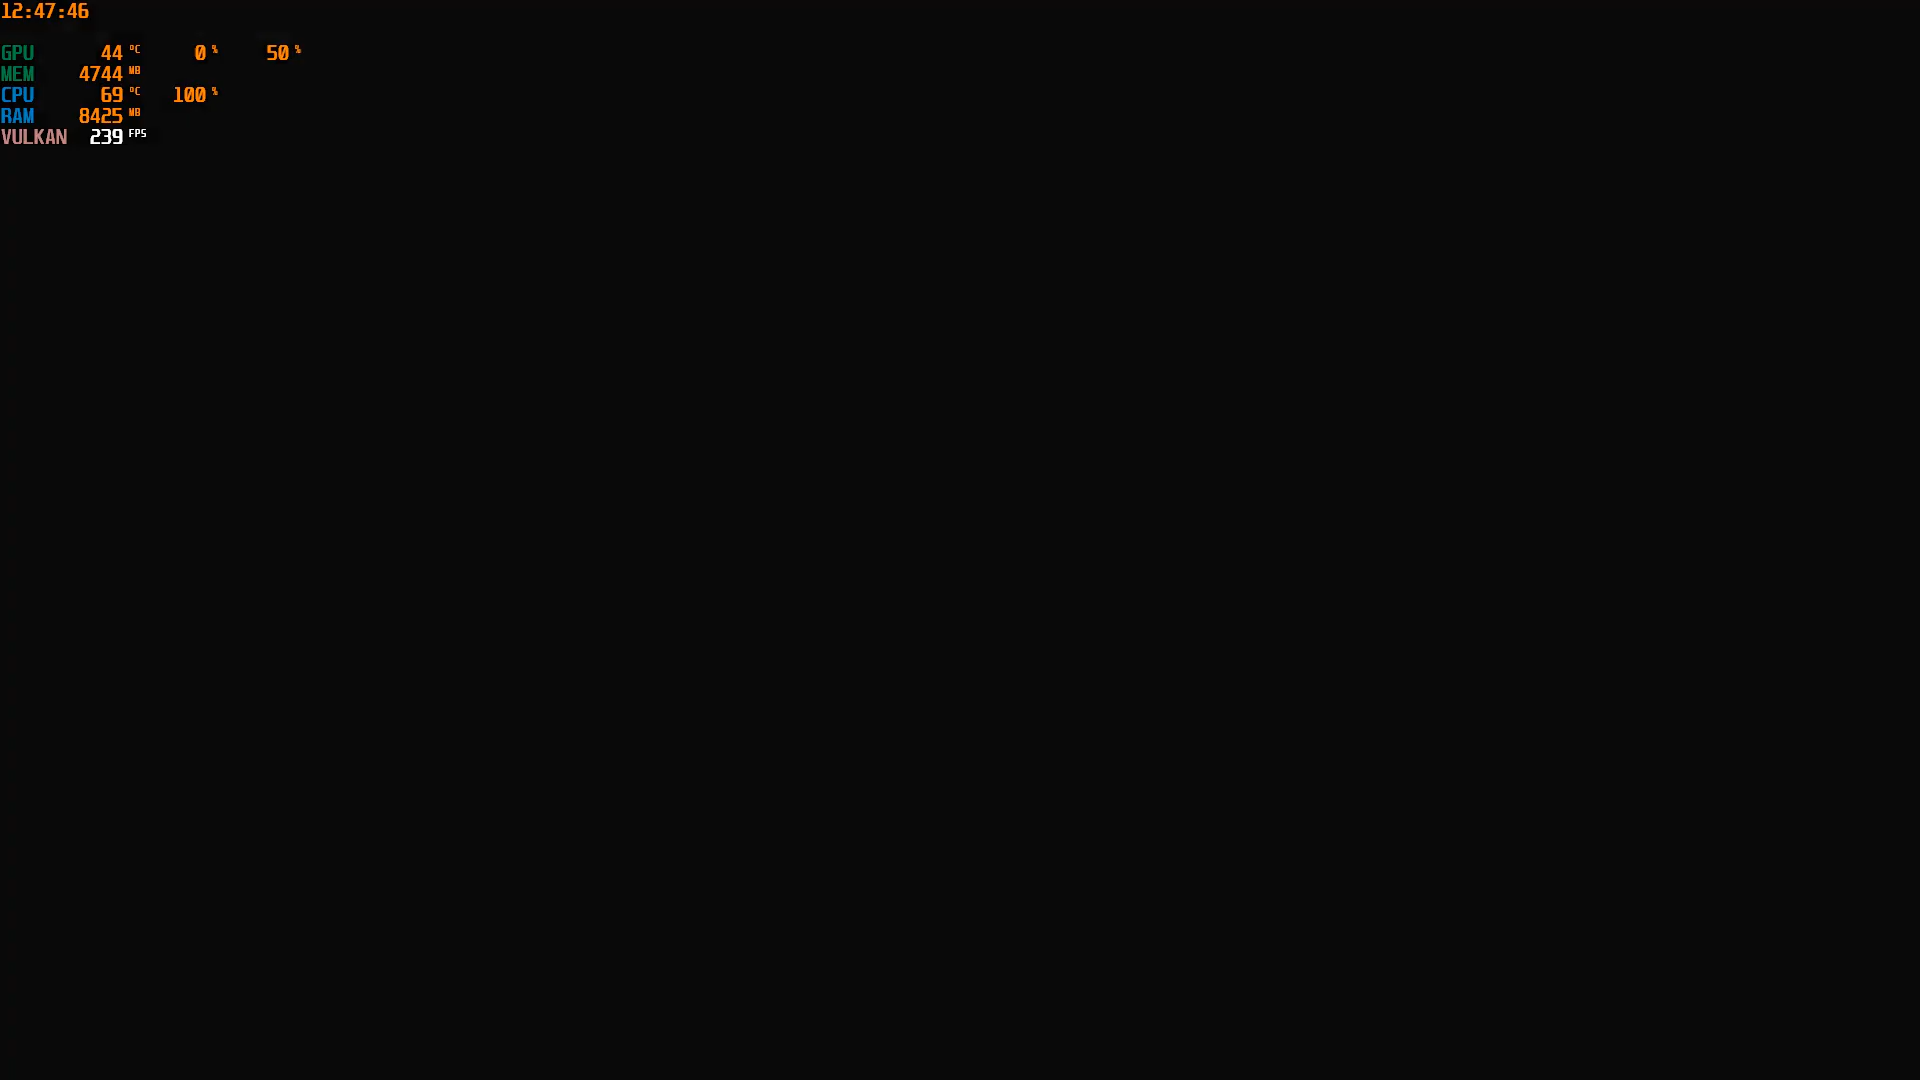 12:47:46
GPU 44 °C 0 % 50 %
MEM 4744 MB
CPU 69 °C 100 %
RAM 8425 MB
VULKAN 239 FPS